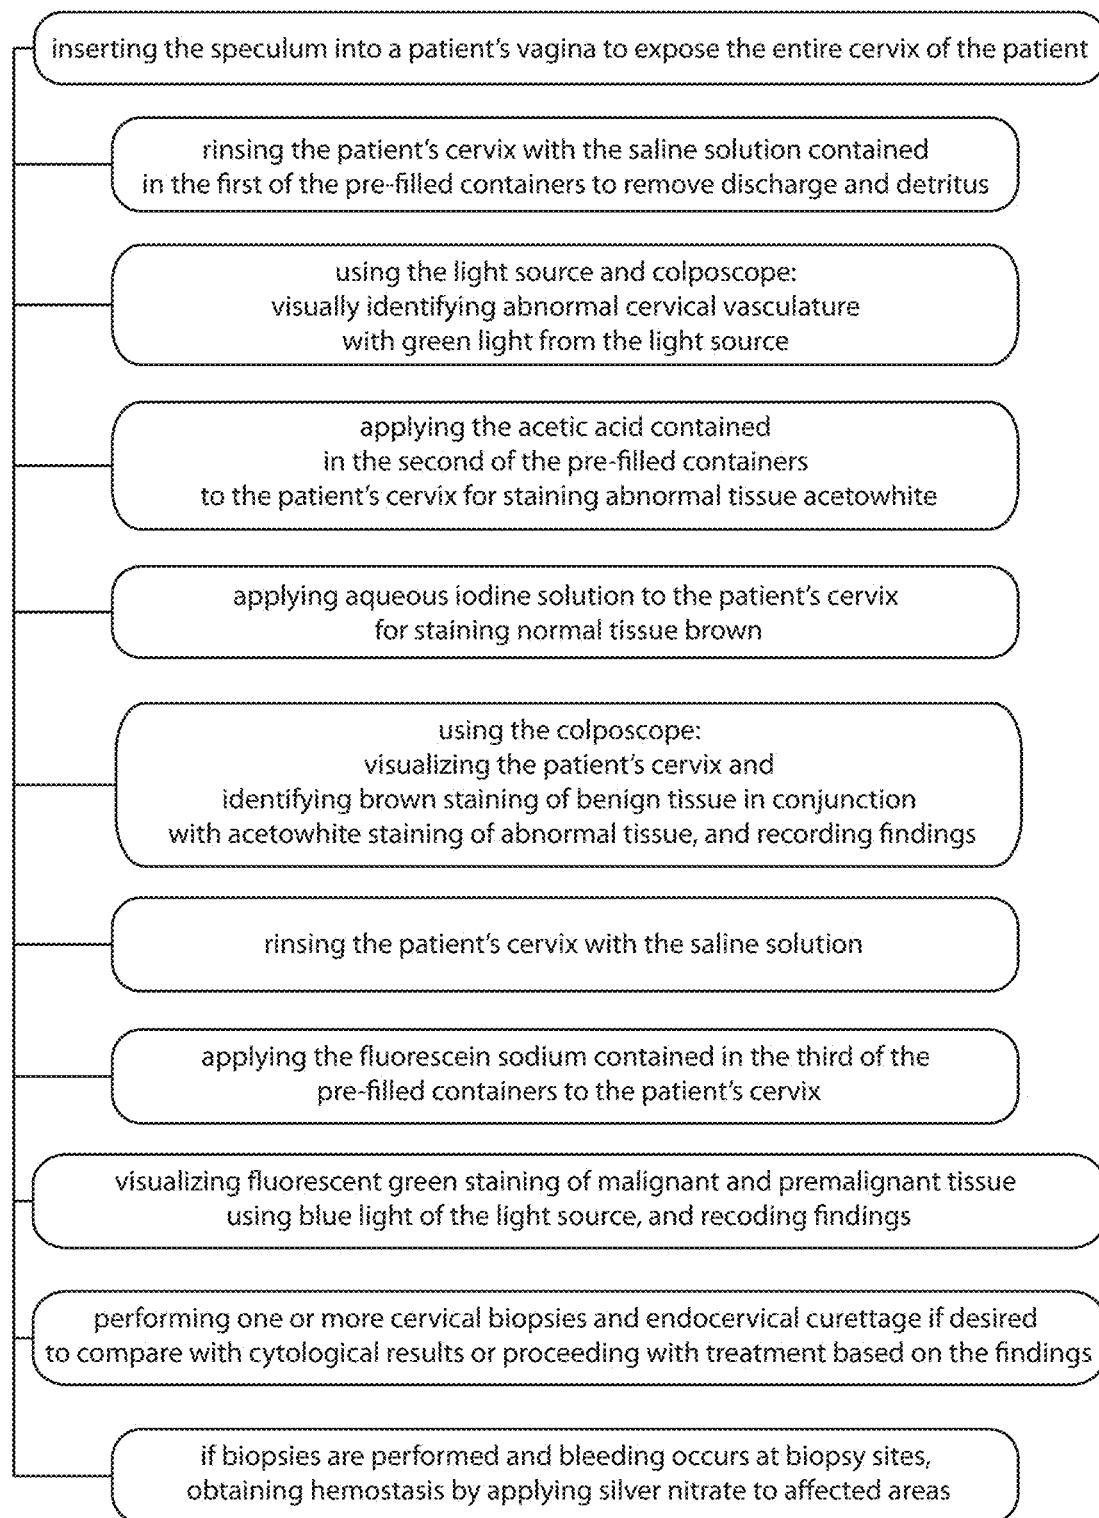 inserting the speculum into a patient's vagina to expose the entire cervix of the patient
rinsing the patient's cervix with the saline solution contained
in the first of the pre-filled containers to remove discharge and detritus
using the light source and colposcope:
visually identifying abnormal cervical vasculature
with green light from the light source
applying the acetic acid contained
in the second of the pre-filled containers
to the patient's cervix for staining abnormal tissue acetowhite
applying aqueous iodine solution to the patient's cervix
for staining normal tissue brown
using the colposcope:
visualizing the patient's cervix and
identifying brown staining of benign tissue in conjunction
with acetowhite staining of abnormal tissue, and recording findings
rinsing the patient's cervix with the saline solution
applying the fluorescein sodium contained in the third of the
pre-filled containers to the patient's cervix
visualizing fluorescent green staining of malignant and premalignant tissue
using blue light of the light source, and recoding findings
performing one or more cervical biopsies and endocervical curettage if desired
to compare with cytological results or proceeding with treatment based on the findings
if biopsies are performed and bleeding occurs at biopsy sites,
obtaining hemostasis by applying silver nitrate to affected areas